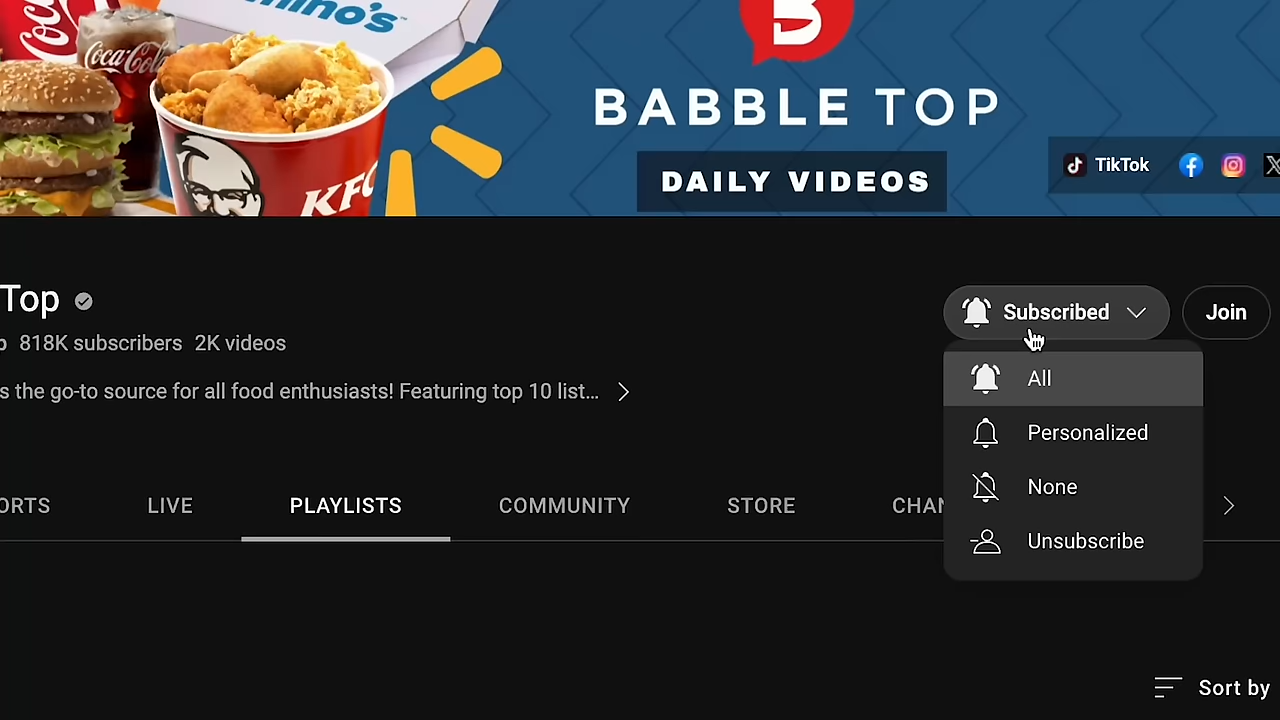 Coca
mino's™
Coca-Cola
KFC
B
BABBLE TOP
DAILY VIDEOS
TikTok
Top
818K subscribers 2K videos
s the go-to source for all food enthusiasts! Featuring top 10 list...
Subscribed
Join
All
Personalized
None
Unsubscribe
ORTS
LIVE
PLAYLISTS
COMMUNITY
STORE
CHAN
Sort by